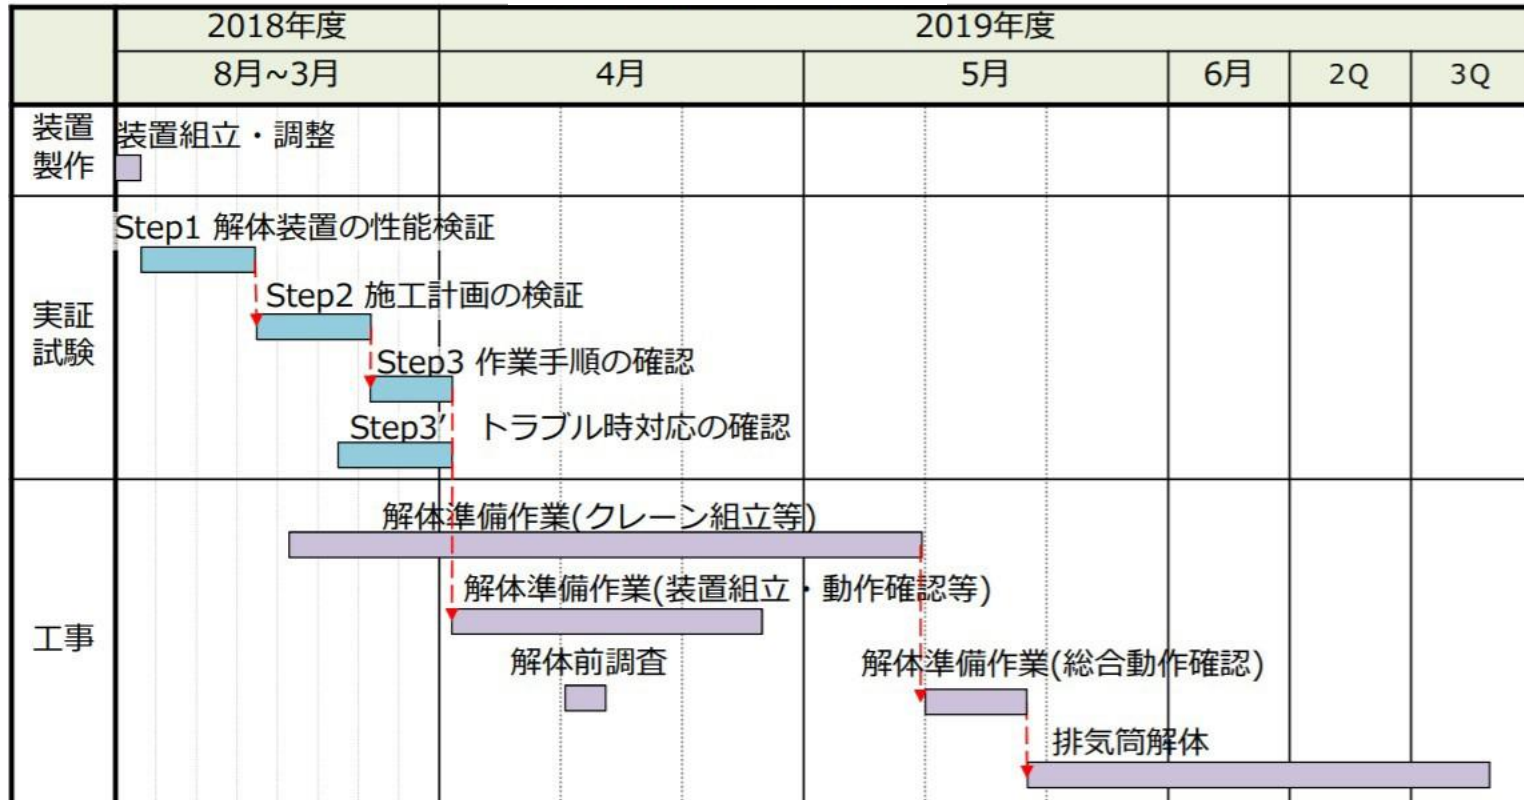 2018年度 2019年度
8月~3月 4月 5月 6月 2Q 3Q
装置
製作
装置組立・調整
実証
試験
Step1 解体装置の性能検証
Step2 施工計画の検証
Step3 作業手順の確認
Step3′ トラブル時対応の確認
工事
解体準備作業(クレーン組立等)
解体準備作業(装置組立・動作確認等)
解体前調査
解体準備作業(総合動作確認)
排気筒解体